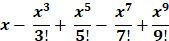 x - x³/3! + x⁵/5! - x⁷/7! + x⁹/9!